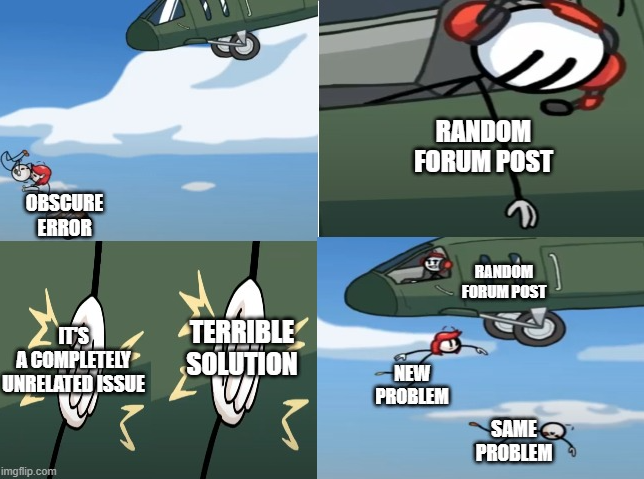 OBSCURE
ERROR
RANDOM
FORUM POST
IT'S
A COMPLETELY
UNRELATED ISSUE
TERRIBLE
SOLUTION
RANDOM
FORUM POST
NEW
PROBLEM
SAME
PROBLEM
imgflip.com